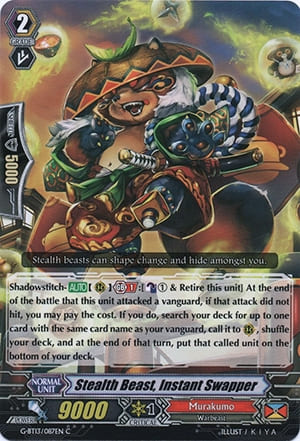 2
GRADE
SHIELD 5000
Stealth beasts can shape change and hide amongst you.
Shadowstitch- AUTO 1 GB 1 : [ 1 & Retire this unit] At the end
of the battle that this unit attacked a vanguard, if that attack did not
hit, you may pay the cost. If you do, search your deck for up to one
card with the same card name as your vanguard, call it to , shuffle
your deck, and at the end of that turn, put that called unit on the
bottom of your deck.
NORMAL UNIT
Stealth Beast, Instant Swapper
POWER 9000
1
CRITICAL
Murakumo
Warbeast
G-BT13/087EN C
ILLUST / K I Y A